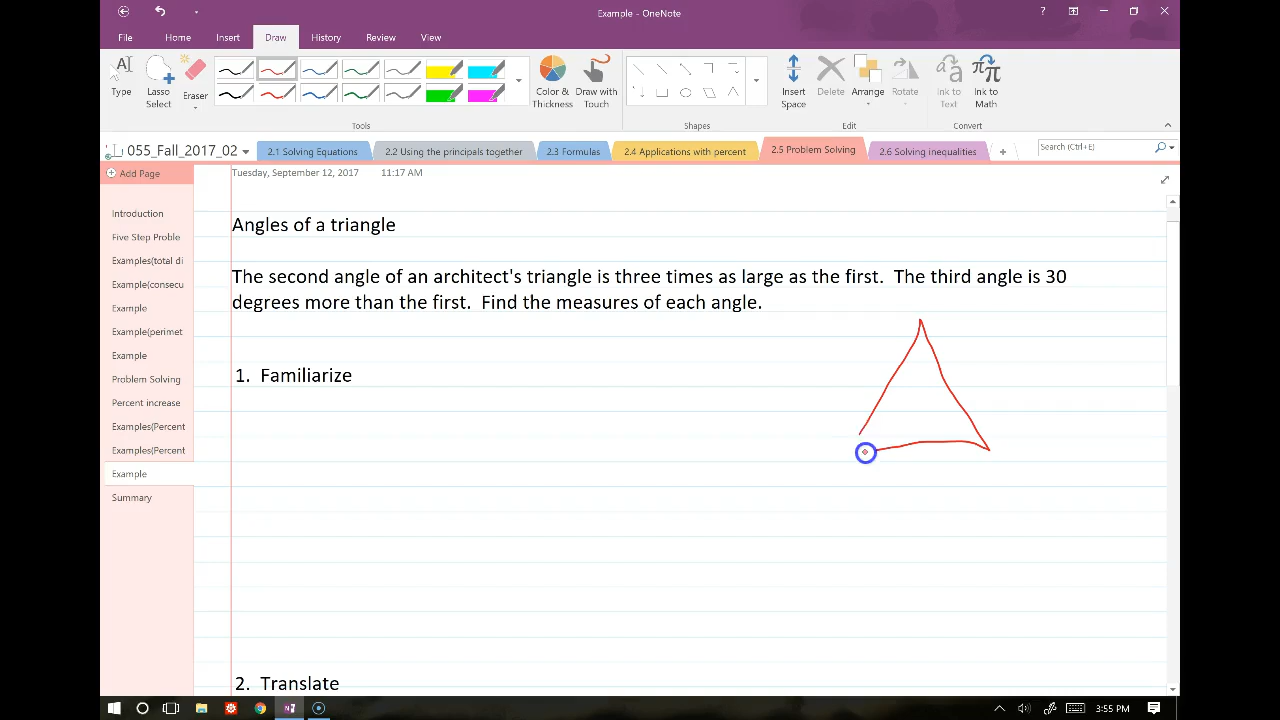 Example - OneNote
?
File Home Insert Draw History Review View
Type
Lasso Select
Eraser
Color & Thickness
Draw with Touch
Insert Space
Delete
Arrange
Rotate
Ink to Text
Ink to Math
Tools
Shapes
Edit
Convert
055_Fall_2017_02
2.1 Solving Equations
2.2 Using the principals together
2.3 Formulas
2.4 Applications with percent
2.5 Problem Solving
2.6 Solving inequalities
Search (Ctrl+E)
Add Page
Introduction
Five Step Proble
Examples(total di
Example(consecu
Example
Example(perimet
Example
Problem Solving
Percent increase
Examples(Percent
Examples(Percent
Example
Summary
Tuesday, September 12, 2017 11:17 AM
Angles of a triangle
The second angle of an architect's triangle is three times as large as the first. The third angle is 30
degrees more than the first. Find the measures of each angle.
1. Familiarize
2. Translate
3:55 PM